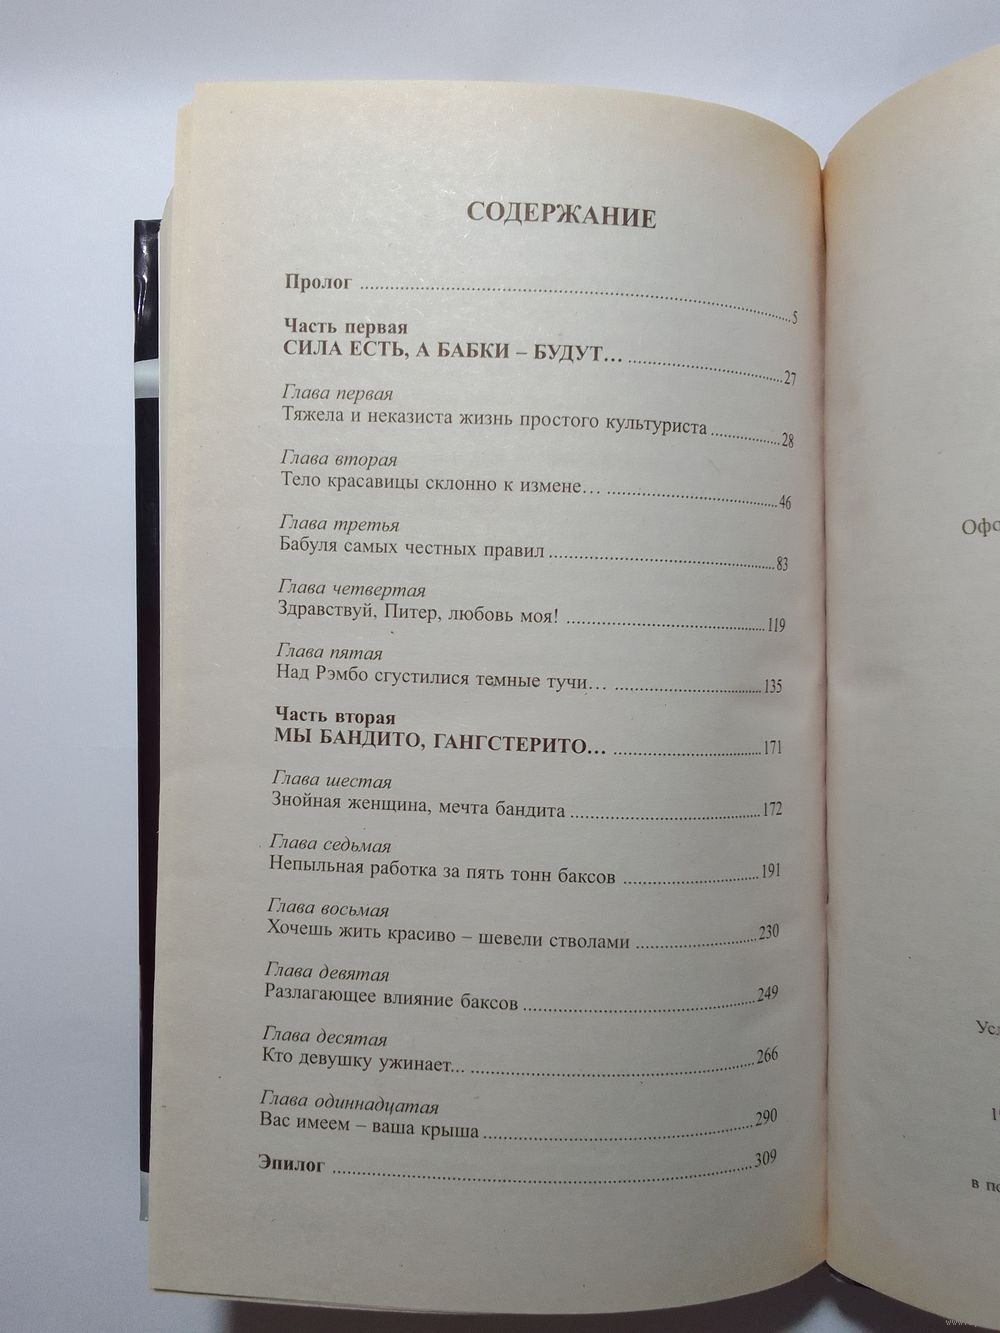 СОДЕРЖАНИЕ
Пролог ........ 5
Часть первая
СИЛА ЕСТЬ, А БАБКИ – БУДУТ... ........ 27
Глава первая
Тяжела и неказиста жизнь простого культуриста ........ 28
Глава вторая
Тело красавицы склонно к измене... ........ 46
Глава третья
Бабуля самых честных правил ........ 83
Глава четвертая
Здравствуй, Питер, любовь моя! ........ 119
Глава пятая
Над Рэмбо сгустилися темные тучи... ........ 135
Часть вторая
МЫ БАНДИТО, ГАНГСТЕРИТО... ........ 171
Глава шестая
Знойная женщина, мечта бандита ........ 172
Глава седьмая
Непыльная работка за пять тонн баксов ........ 191
Глава восьмая
Хочешь жить красиво – шевели стволами ........ 230
Глава девятая
Разлагающее влияние баксов ........ 249
Глава десятая
Кто девушку ужинает... ........ 266
Глава одиннадцатая
Вас имеем – ваша крыша ........ 290
Эпилог ........ 309